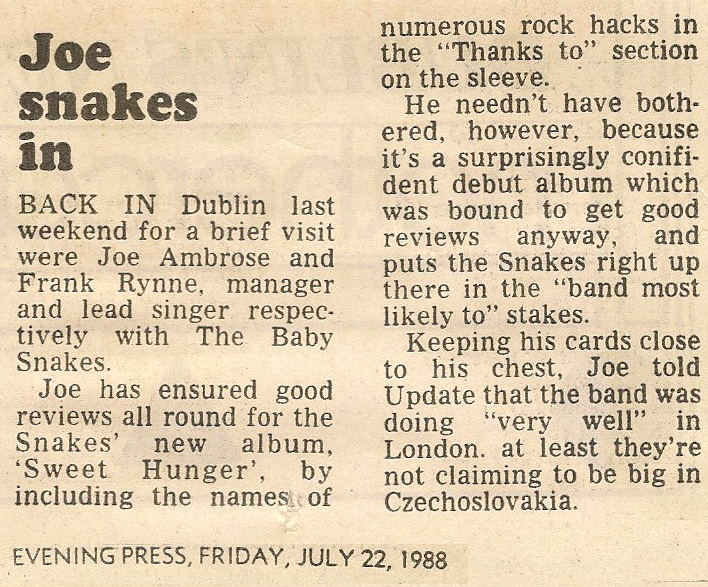 Joe
snakes
in
BACK IN Dublin last
weekend for a brief visit
were Joe Ambrose and
Frank Rynne, manager
and lead singer respec-
tively with The Baby
Snakes.
Joe has ensured good
reviews all round for the
Snakes' new album,
'Sweet Hunger', by
including the names of
numerous rock hacks in
the "Thanks to" section
on the sleeve.
He needn't have both-
ered, however, because
it's a surprisingly conifi-
dent debut album which
was bound to get good
reviews anyway, and
puts the Snakes right up
there in the "band most
likely to" stakes.
Keeping his cards close
to his chest, Joe told
Update that the band was
doing "very well" in
London. at least they're
not claiming to be big in
Czechoslovakia.
EVENING PRESS, FRIDAY, JULY 22, 1988